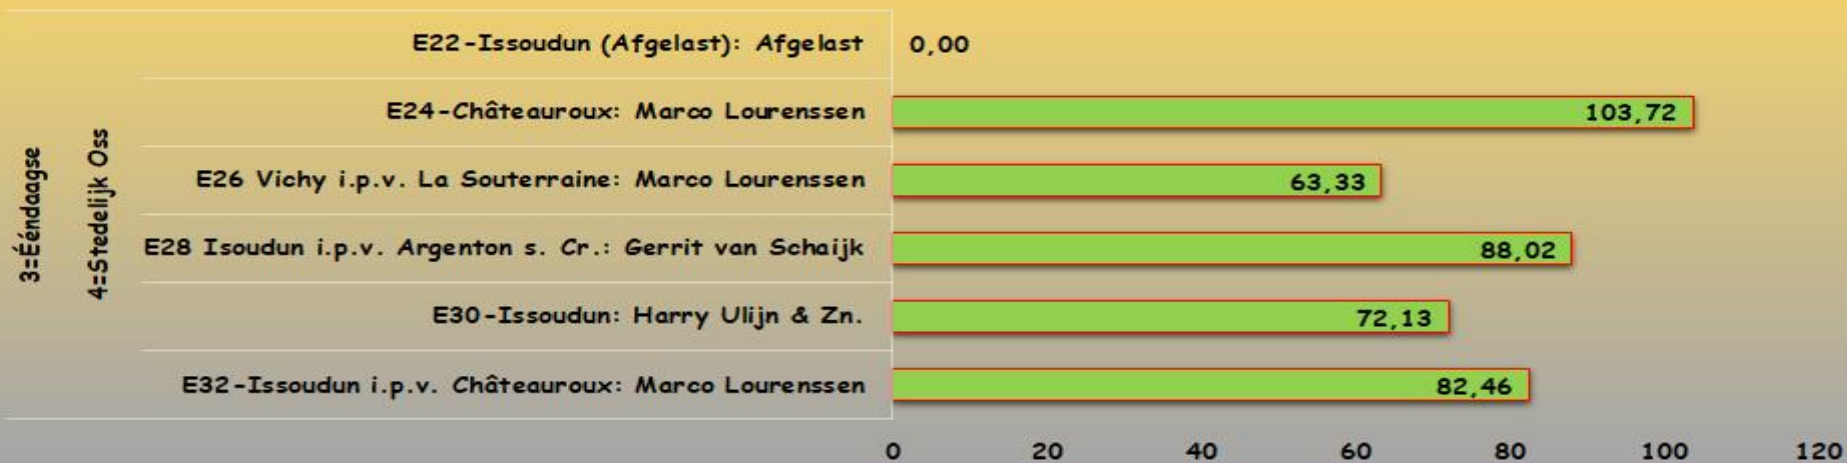 3=Ééndaagse
4=Stedelijk Oss
E22-Issoudun (Afgelast): Afgelast 0,00
E24-Châteauroux: Marco Lourenssen 103,72
E26 Vichy i.p.v. La Souterraine: Marco Lourenssen 63,33
E28 Isoudun i.p.v. Argenton s. Cr.: Gerrit van Schaijk 88,02
E30-Issoudun: Harry Ulijn & Zn. 72,13
E32-Issoudun i.p.v. Châteauroux: Marco Lourenssen 82,46
0 20 40 60 80 100 120